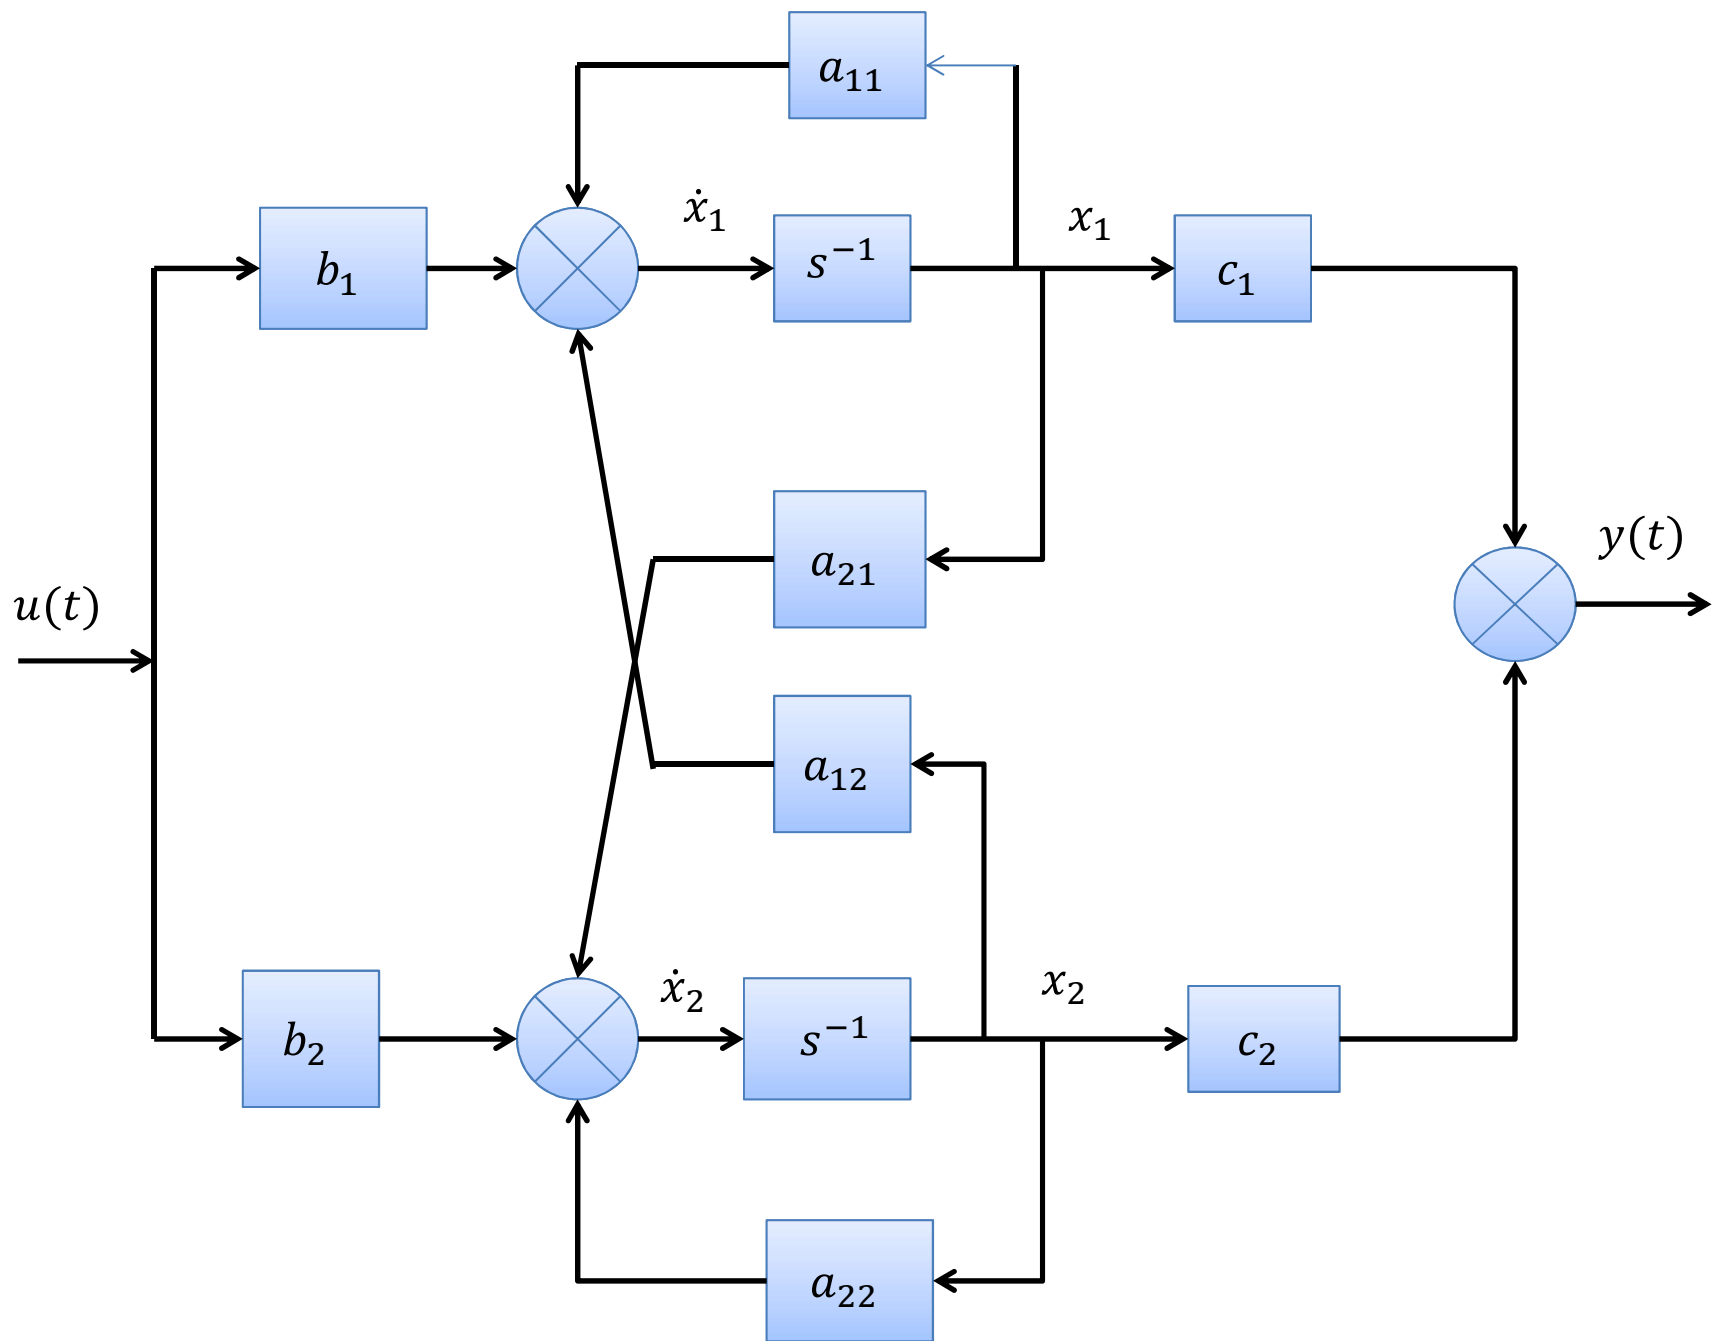 a₁₁
ẋ₁
x₁
b₁
s⁻¹
c₁
a₂₁
y(t)
u(t)
a₁₂
ẋ₂
x₂
b₂
s⁻¹
c₂
a₂₂